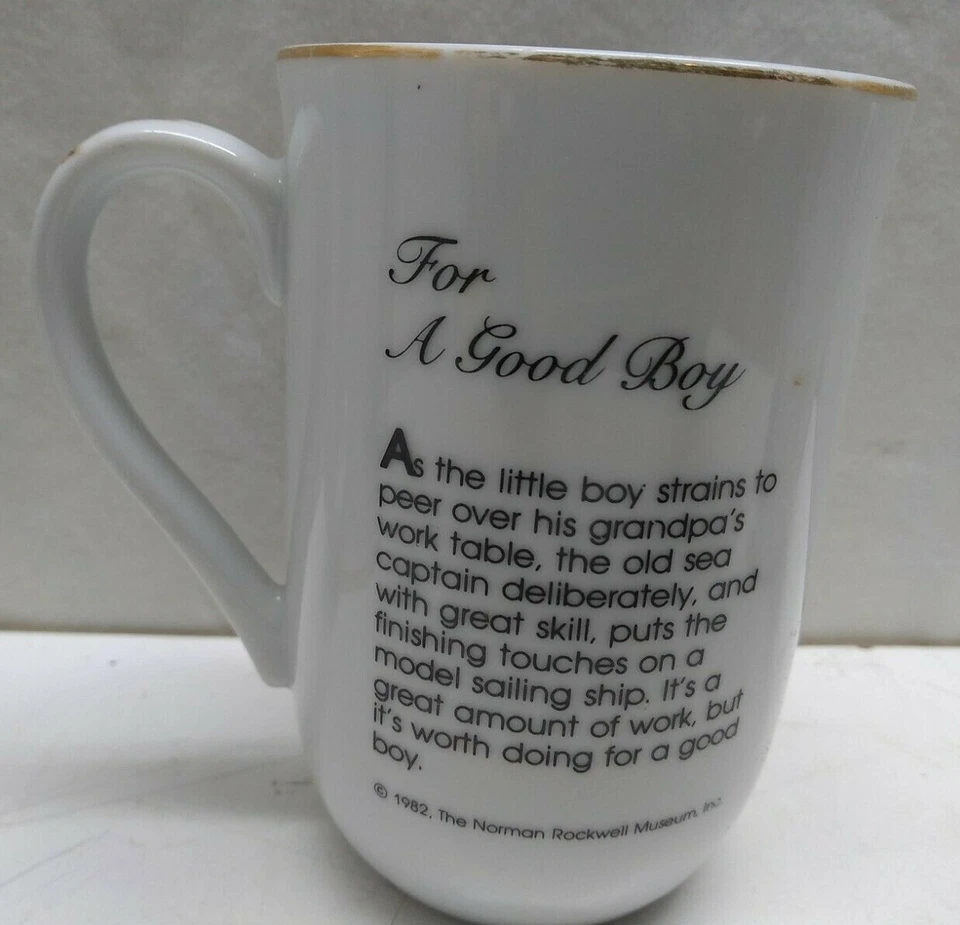 For
A Good Boy
As the little boy strains to
peer over his grandpa's
work table, the old sea
captain deliberately, and
with great skill, puts the
finishing touches on a
model sailing ship. It's a
great amount of work, but
it's worth doing for a good
boy.
© 1982, The Norman Rockwell Museum, Inc.